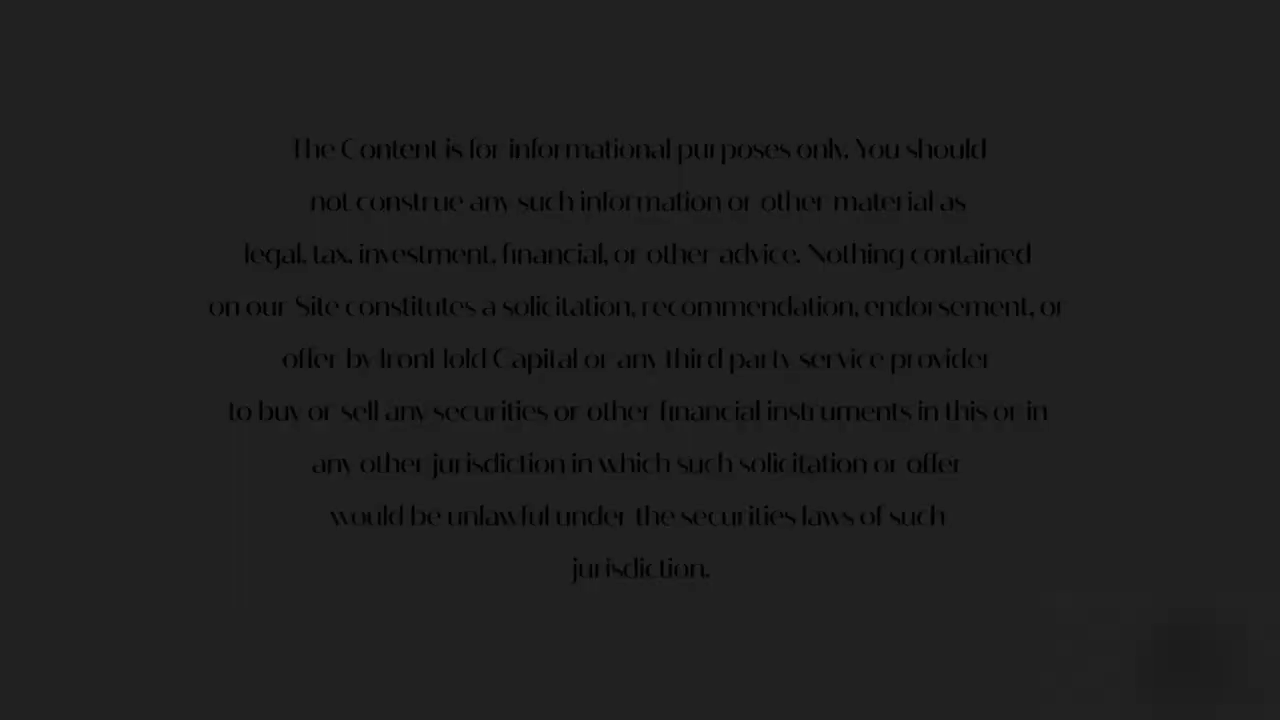 The Content is for informational purposes only. You should
not construe any such information or other material as
legal, tax, investment, financial, or other advice. Nothing contained
on our Site constitutes a solicitation, recommendation, endorsement, or
offer by IronHold Capital or any third party service provider
to buy or sell any securities or other financial instruments in this or in
any other jurisdiction in which such solicitation or offer
would be unlawful under the securities laws of such
jurisdiction.